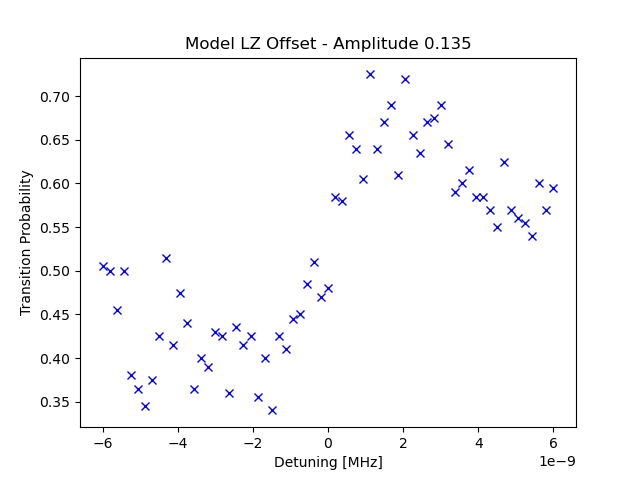 Model LZ Offset - Amplitude 0.135
Transition Probability
0.70
0.65
0.60
0.55
0.50
0.45
0.40
0.35
−6 −4 −2 0 2 4 6
1e−9
Detuning [MHz]